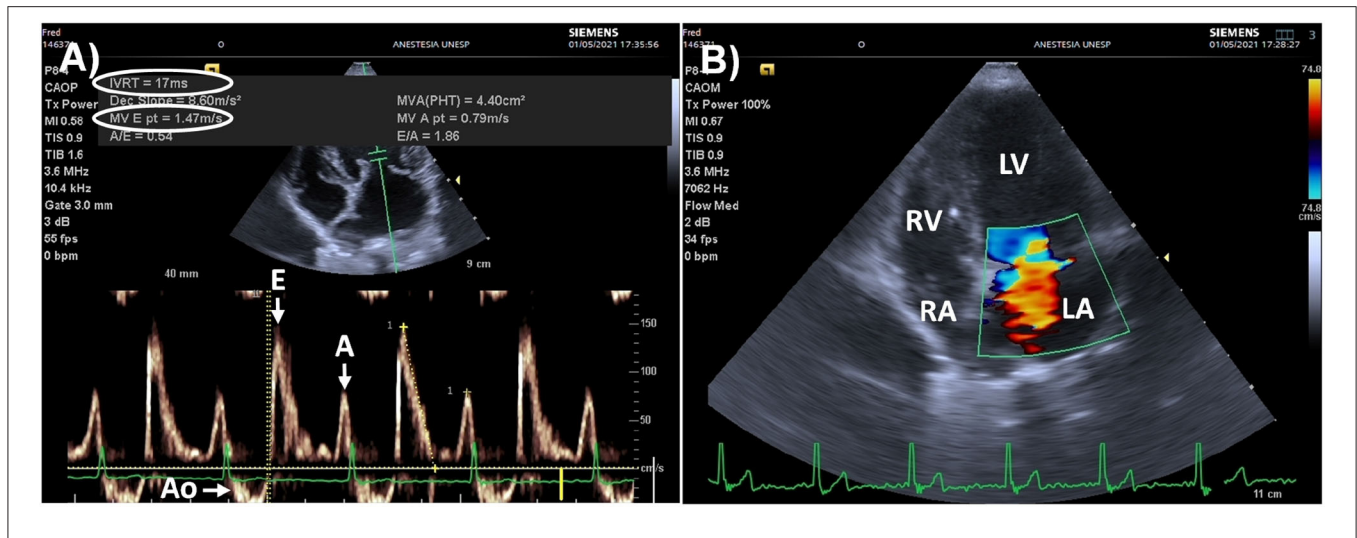 Fred
146371
O
ANESTESIA UNESP
SIEMENS
01/05/2021 17:35:56
A)
P8-4
CAOP
Tx Power
MI 0.58
TIS 0.9
TIB 1.6
3.6 MHz
10.4 kHz
Gate 3.0 mm
3 dB
55 fps
0 bpm
IVRT = 17ms
Dec Slope = 8.60m/s²
MVA(PHT) = 4.40cm²
MV E pt = 1.47m/s
MV A pt = 0.79m/s
A/E = 0.54
E/A = 1.86
9 cm
40 mm
E
A
1
1
150
100
50
cm/s
Ao
Fred
146371
O
ANESTESIA UNESP
SIEMENS
3
01/05/2021 17:28:27
B)
CAOM
Tx Power 100%
MI 0.67
TIS 0.9
TIB 0.9
3.6 MHz
7062 Hz
Flow Med
2 dB
34 fps
0 bpm
74.8
74.8
cm/s
LV
RV
RA
LA
11 cm